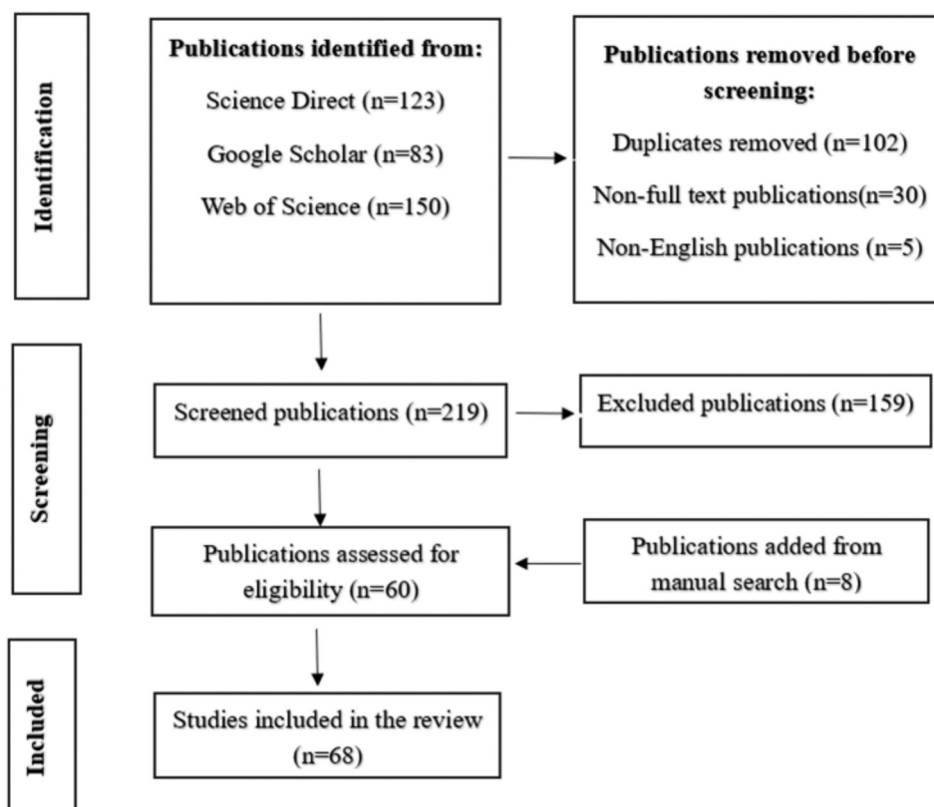 Identification
Publications identified from:
Science Direct (n=123)
Google Scholar (n=83)
Web of Science (n=150)
Publications removed before
screening:
Duplicates removed (n=102)
Non-full text publications(n=30)
Non-English publications (n=5)
Screening
Screened publications (n=219)
Excluded publications (n=159)
Publications assessed for
eligibility (n=60)
Publications added from
manual search (n=8)
Included
Studies included in the review
(n=68)